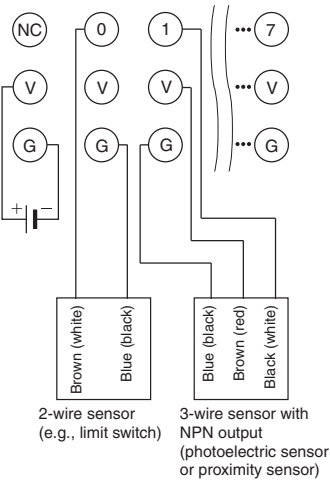 NC 0 1 ••• 7
V V V ••• V
G G G ••• G
+ −
Brown (white)
Blue (black)
Blue (black)
Brown (red)
Black (white)
2-wire sensor
(e.g., limit switch)
3-wire sensor with
NPN output
(photoelectric sensor
or proximity sensor)